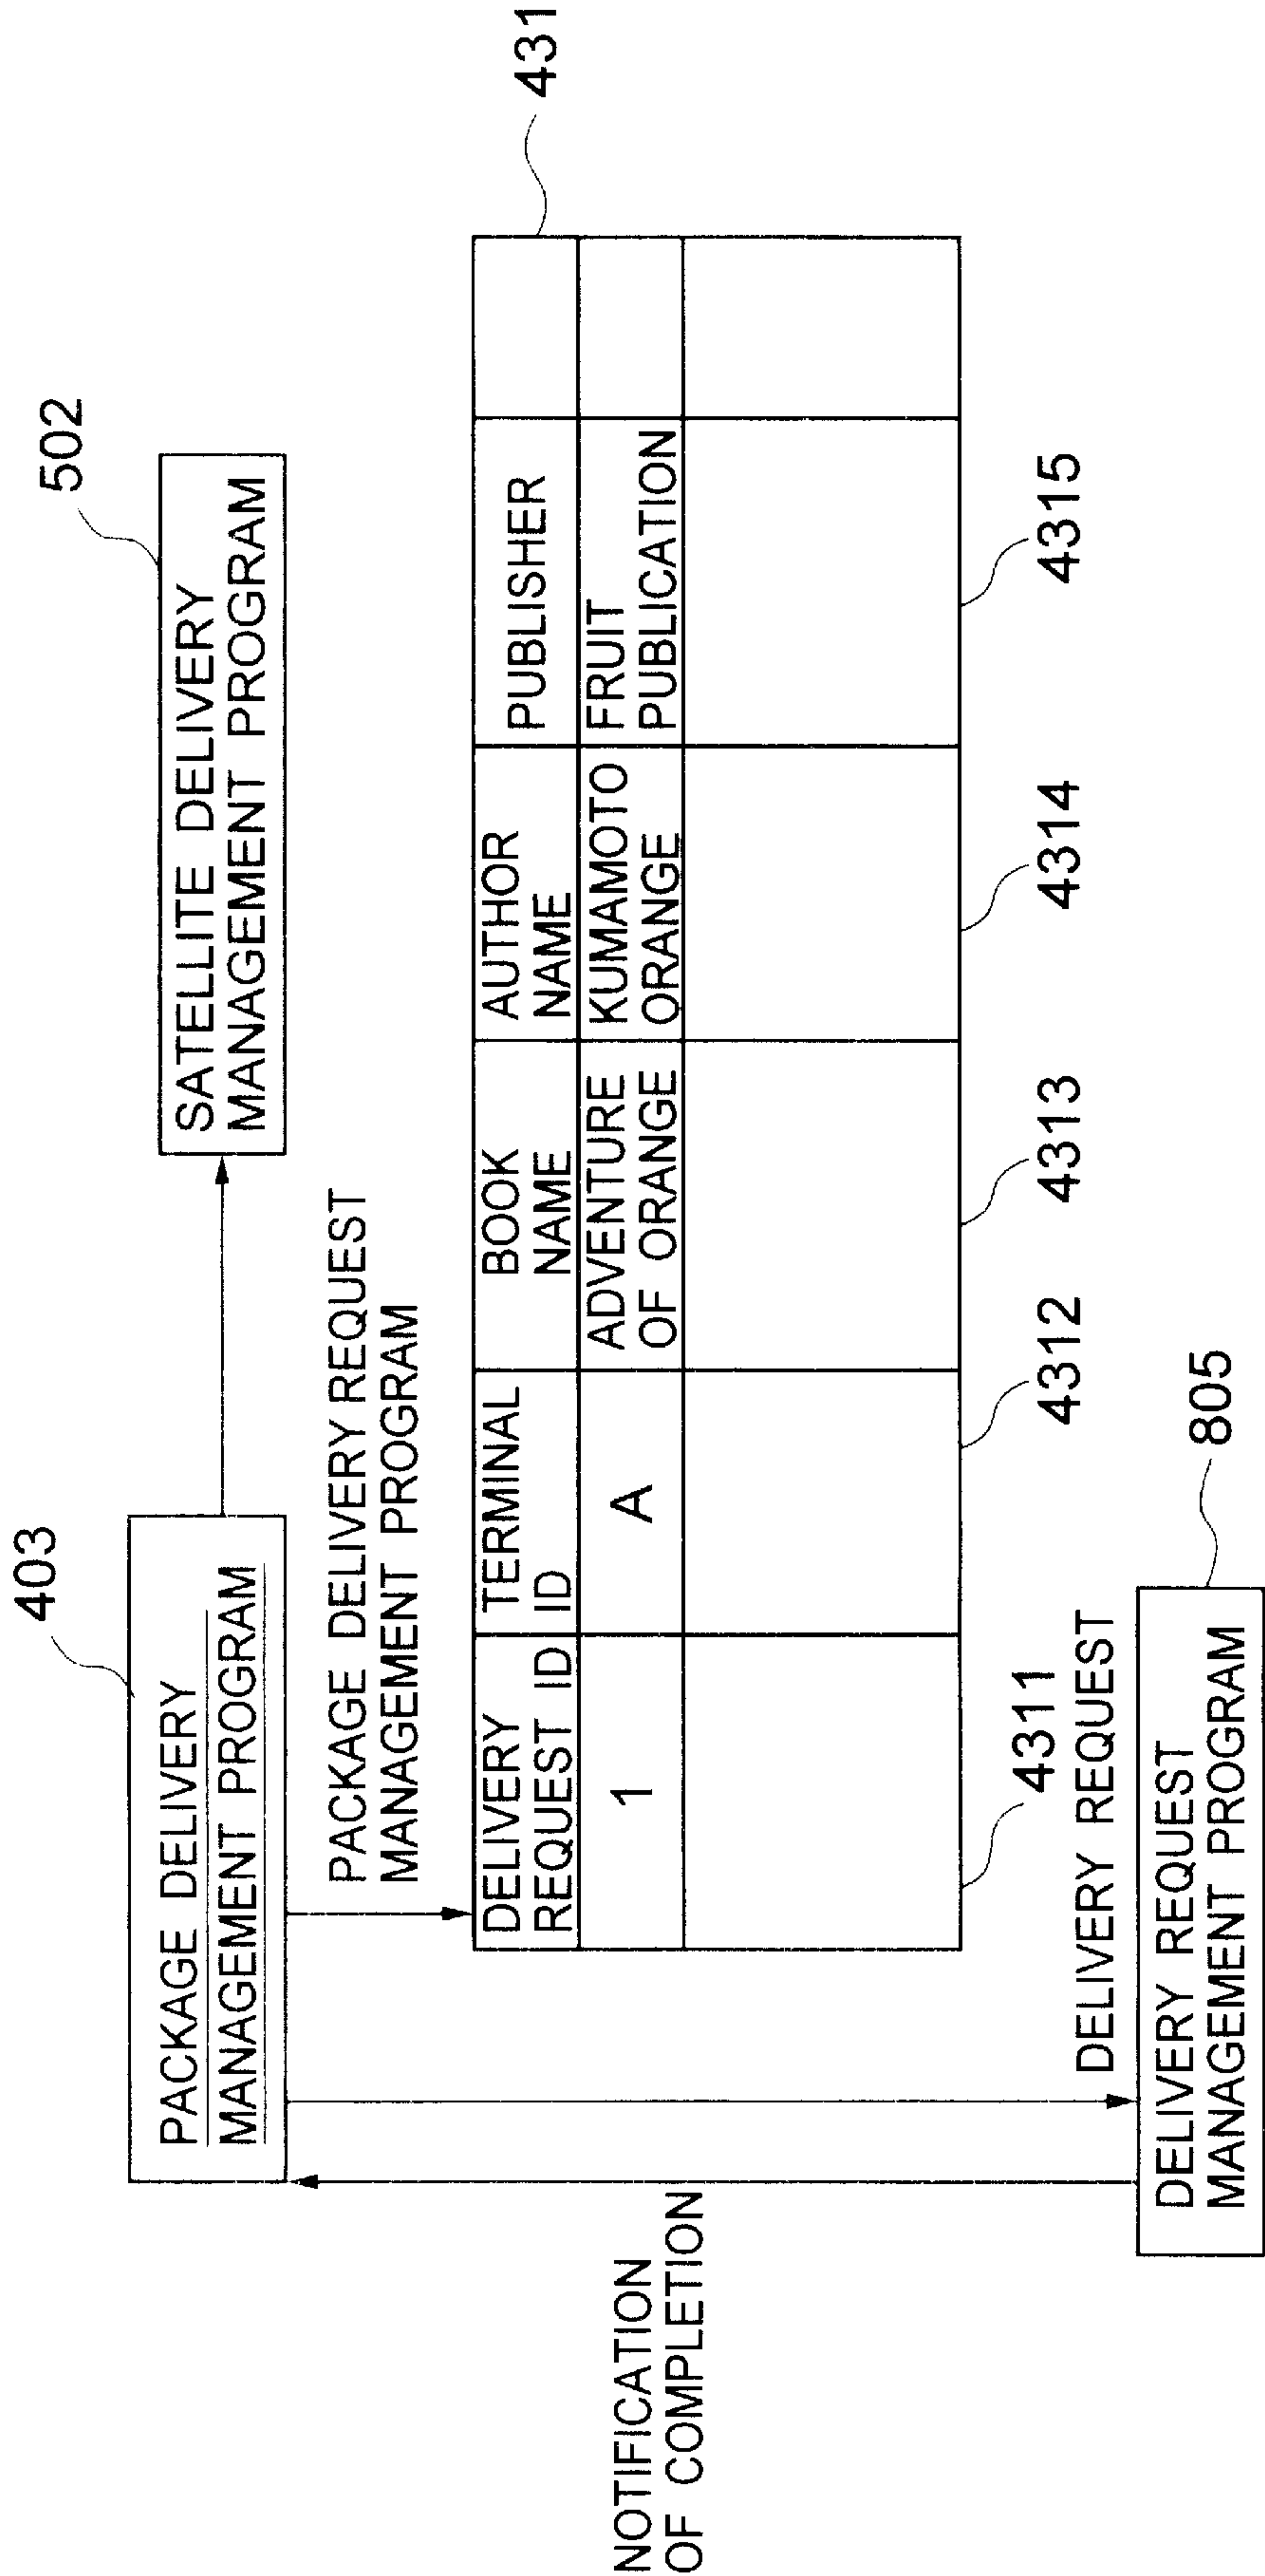 403
PACKAGE DELIVERY
MANAGEMENT PROGRAM
502
SATELLITE DELIVERY
MANAGEMENT PROGRAM
PACKAGE DELIVERY REQUEST
MANAGEMENT PROGRAM
431
DELIVERY
REQUEST ID
TERMINAL
ID
BOOK
NAME
AUTHOR
NAME
PUBLISHER
1
A
ADVENTURE
OF ORANGE
KUMAMOTO
ORANGE
FRUIT
PUBLICATION
4311
4312
4313
4314
4315
NOTIFICATION
OF COMPLETION
DELIVERY REQUEST
805
DELIVERY REQUEST
MANAGEMENT PROGRAM